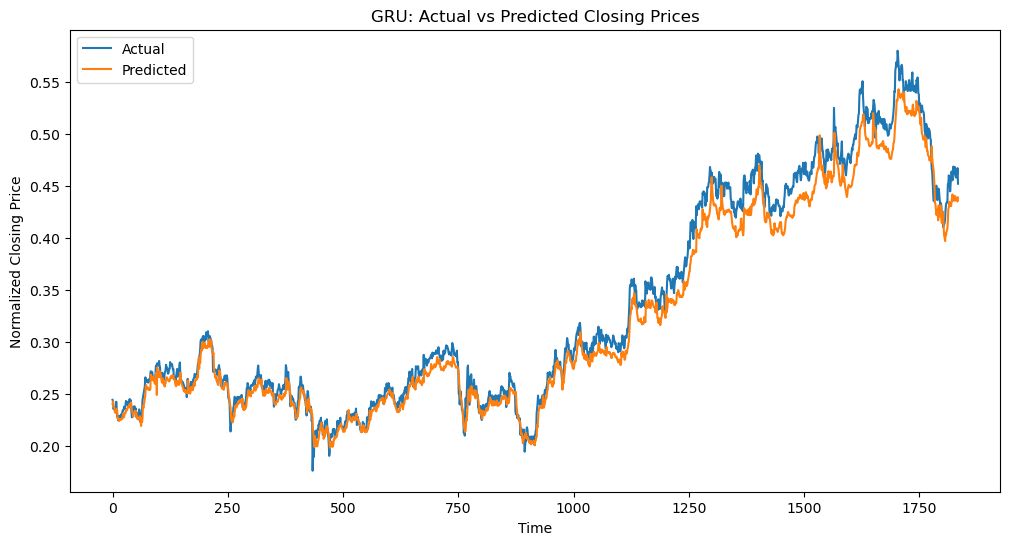 GRU: Actual vs Predicted Closing Prices
Actual
Predicted
Normalized Closing Price
0.55
0.50
0.45
0.40
0.35
0.30
0.25
0.20
0 250 500 750 1000 1250 1500 1750
Time